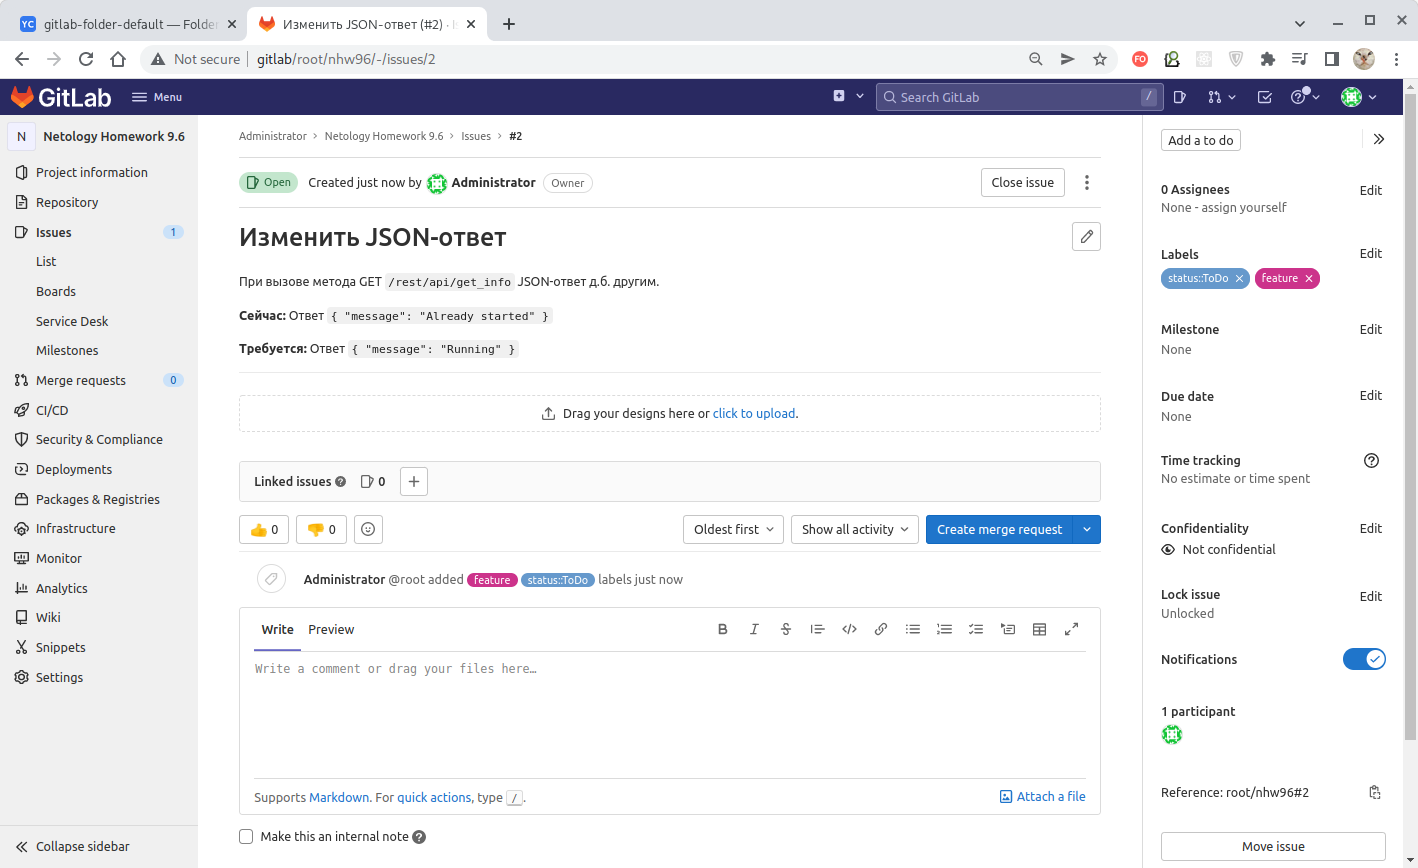 gitlab-folder-default — Folde
Изменить JSON-ответ (#2) · Is
Not secure
gitlab/root/nhw96/-/issues/2
GitLab
Menu
Search GitLab
/
N
Netology Homework 9.6
Project information
Repository
Issues
1
List
Boards
Service Desk
Milestones
Merge requests
0
CI/CD
Security & Compliance
Deployments
Packages & Registries
Infrastructure
Monitor
Analytics
Wiki
Snippets
Settings
Collapse sidebar
Administrator > Netology Homework 9.6 > Issues > #2
Open
Created just now by Administrator
Owner
Close issue
Изменить JSON-ответ
При вызове метода GET /rest/api/get_info JSON-ответ д.б. другим.
Сейчас: Ответ { "message": "Already started" }
Требуется: Ответ { "message": "Running" }
Drag your designs here or click to upload.
Linked issues
0
0
0
Oldest first
Show all activity
Create merge request
Administrator @root added feature status::ToDo labels just now
Write
Preview
Write a comment or drag your files here…
Supports Markdown. For quick actions, type /.
Attach a file
Make this an internal note
Add a to do
0 Assignees
Edit
None - assign yourself
Labels
Edit
status::ToDo
feature
Milestone
Edit
None
Due date
Edit
None
Time tracking
No estimate or time spent
Confidentiality
Edit
Not confidential
Lock issue
Edit
Unlocked
Notifications
1 participant
Reference: root/nhw96#2
Move issue
YC
FO